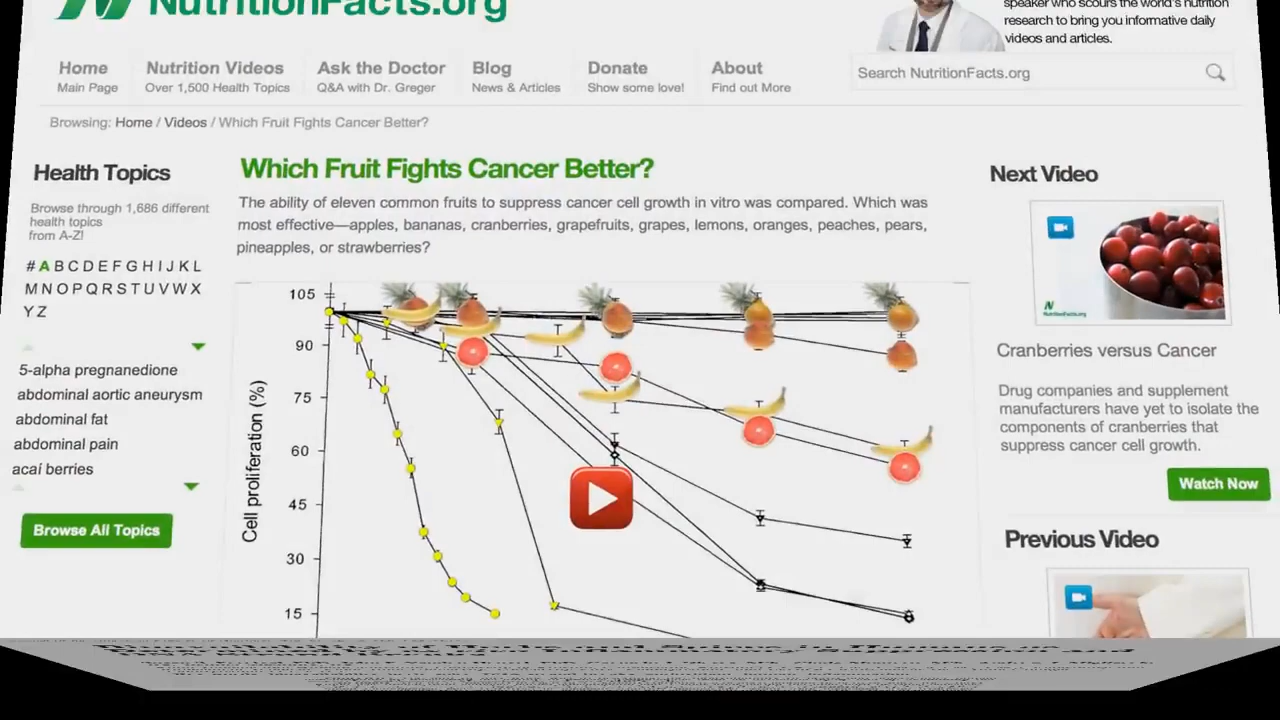 NutritionFacts.org
speaker who scours the world's nutrition
research to bring you informative daily
videos and articles.
Home
Main Page
Nutrition Videos
Over 1,500 Health Topics
Ask the Doctor
Q&A with Dr. Greger
Blog
News & Articles
Donate
Show some love!
About
Find out More
Search NutritionFacts.org
Browsing: Home / Videos / Which Fruit Fights Cancer Better?
Health Topics
Browse through 1,686 different
health topics
from A-Z!
# A B C D E F G H I J K L
M N O P Q R S T U V W X
Y Z
5-alpha pregnanedione
abdominal aortic aneurysm
abdominal fat
abdominal pain
acaí berries
Browse All Topics
Which Fruit Fights Cancer Better?
The ability of eleven common fruits to suppress cancer cell growth in vitro was compared. Which was
most effective—apples, bananas, cranberries, grapefruits, grapes, lemons, oranges, peaches, pears,
pineapples, or strawberries?
105
90
75
60
45
30
15
Cell proliferation (%)
Next Video
NutritionFacts.org
Cranberries versus Cancer
Drug companies and supplement
manufacturers have yet to isolate the
components of cranberries that
suppress cancer cell growth.
Watch Now
Previous Video